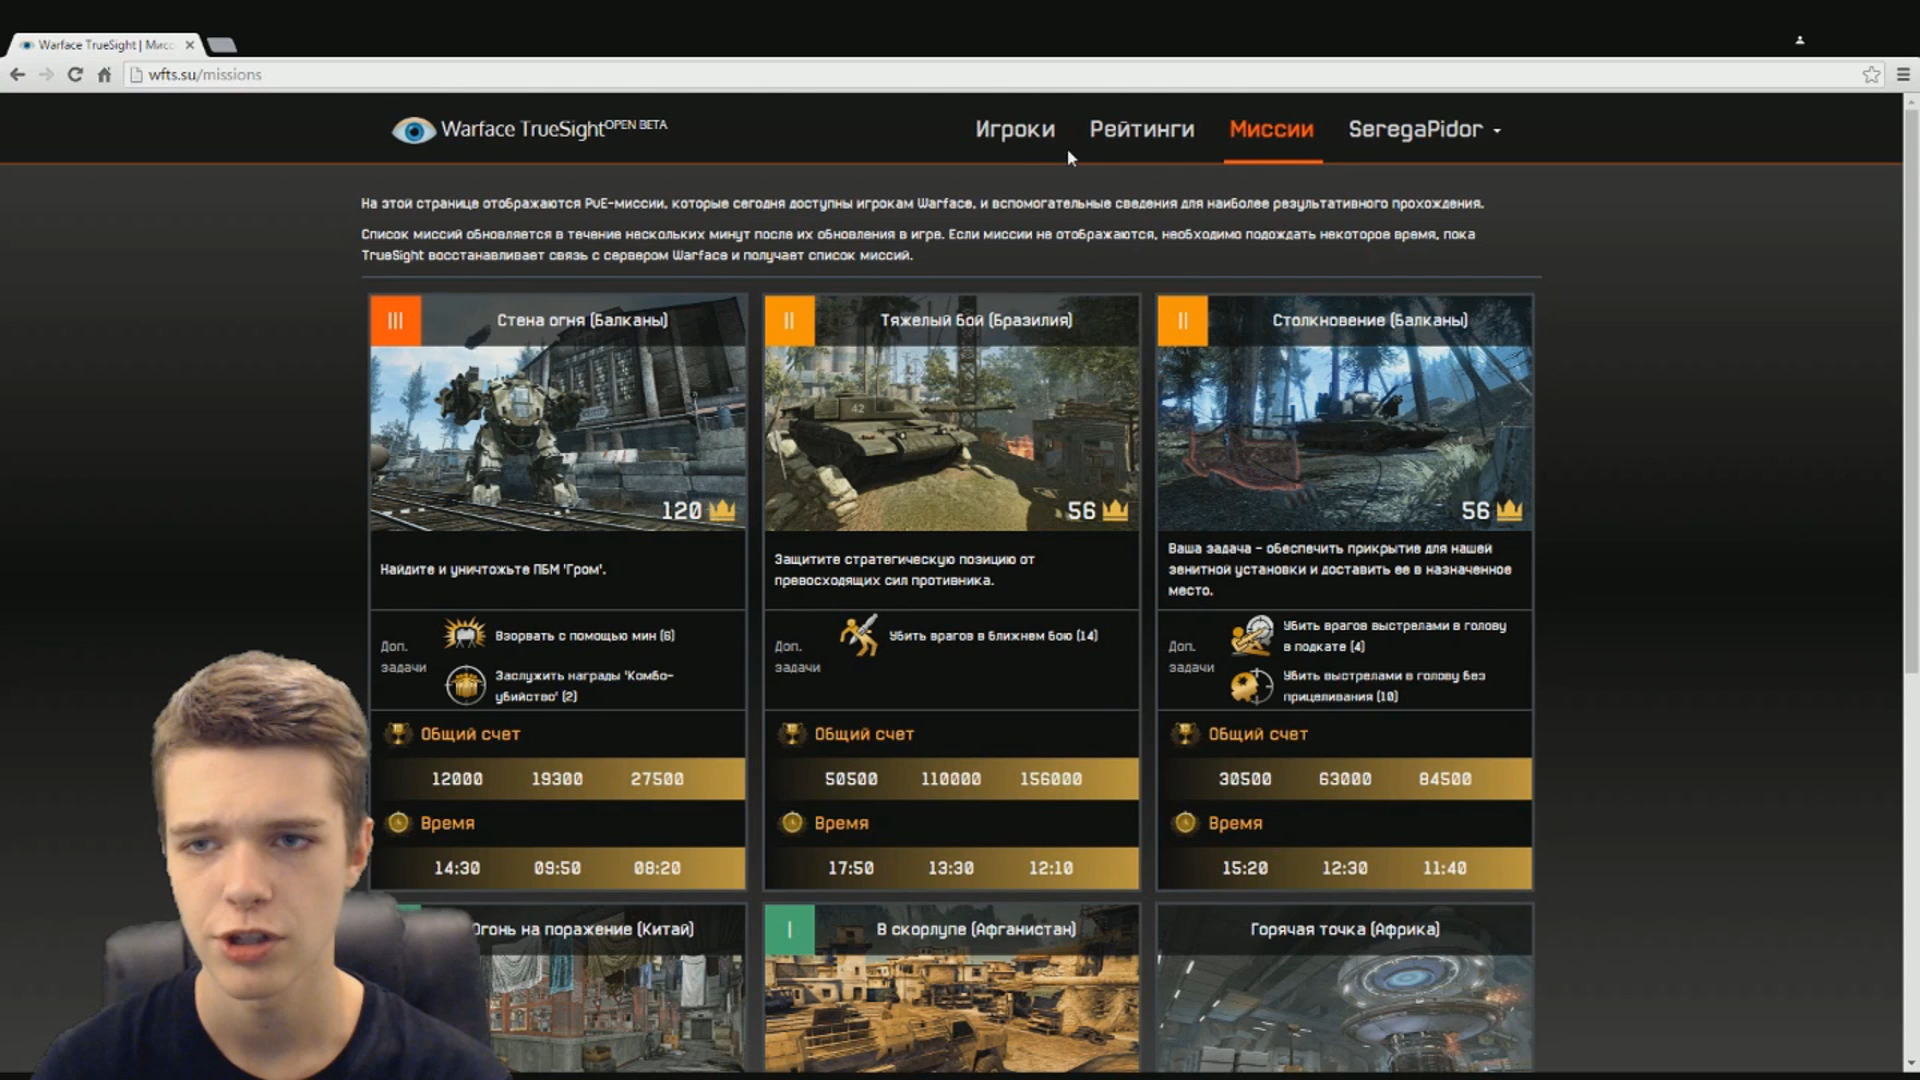 Warface TrueSight | Мисс
wfts.su/missions
Warface TrueSight OPEN BETA
Игроки
Рейтинги
Миссии
SeregaPidor
На этой странице отображаются PvE-миссии, которые сегодня доступны игрокам Warface, и вспомогательные сведения для наиболее результативного прохождения.
Список миссий обновляется в течение нескольких минут после их обновления в игре. Если миссии не отображаются, необходимо подождать некоторое время, пока
TrueSight восстанавливает связь с сервером Warface и получает список миссий.
III
Стена огня (Балканы)
120
Найдите и уничтожьте ПБМ 'Гром'.
Доп.
задачи
Взорвать с помощью мин (6)
Заслужить награды 'Комбо-
убийство' (2)
Общий счет
12000 19300 27500
Время
14:30 09:50 08:20
II
Тяжелый бой (Бразилия)
42
56
Защитите стратегическую позицию от
превосходящих сил противника.
Доп.
задачи
Убить врагов в ближнем бою (14)
Общий счет
50500 110000 156000
Время
17:50 13:30 12:10
II
Столкновение (Балканы)
56
Ваша задача - обеспечить прикрытие для нашей
зенитной установки и доставить ее в назначенное
место.
Доп.
задачи
Убить врагов выстрелами в голову
в подкате (4)
Убить выстрелами в голову без
прицеливания (10)
Общий счет
30500 63000 84500
Время
15:20 12:30 11:40
Огонь на поражение (Китай)
I
В скорлупе (Афганистан)
Горячая точка (Африка)